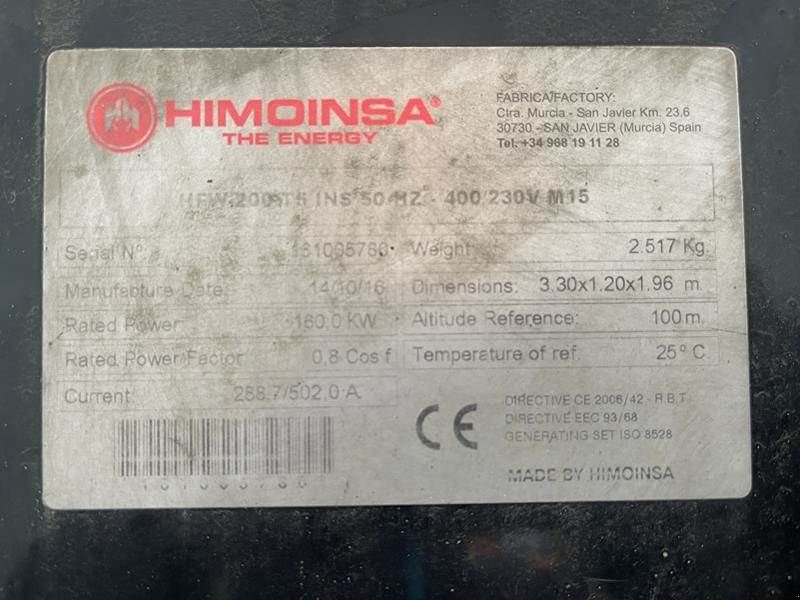 HIMOINSA®
THE ENERGY
FABRICA/FACTORY:
Ctra. Murcia - San Javier Km. 23.6
30730 - SAN JAVIER (Murcia) Spain
Tel. +34 968 19 11 28
INS 50 HZ - 400/230V M15
Serial Nº Weight 2.517 Kg.
Manufacture Date: 14/10/16 Dimensions: 3.30x1.20x1.96 m.
Rated Power 160.0 KW Altitude Reference: 100 m.
Rated Power Factor 0,8 Cos f Temperature of ref. 25º C
Current 288,7/502,0 A
CE
DIRECTIVE CE 2006/42 - R.B.T
DIRECTIVE EEC 93/68
GENERATING SET ISO 8528
MADE BY HIMOINSA